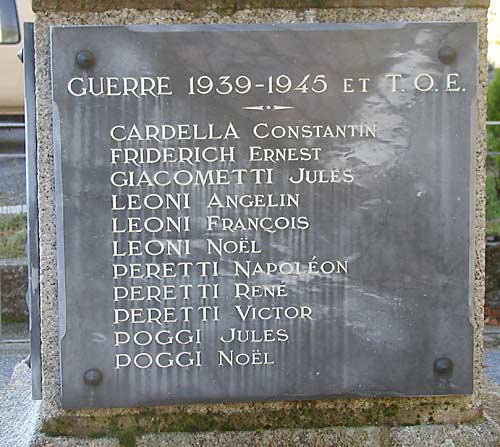 GUERRE 1939-1945 ET T.O.E.
CARDELLA CONSTANTIN
FRIDERICH ERNEST
GIACOMETTI JULES
LEONI ANGELIN
LEONI FRANÇOIS
LEONI NOËL
PERETTI NAPOLÉON
PERETTI RENÉ
PERETTI VICTOR
POGGI JULES
POGGI NOËL